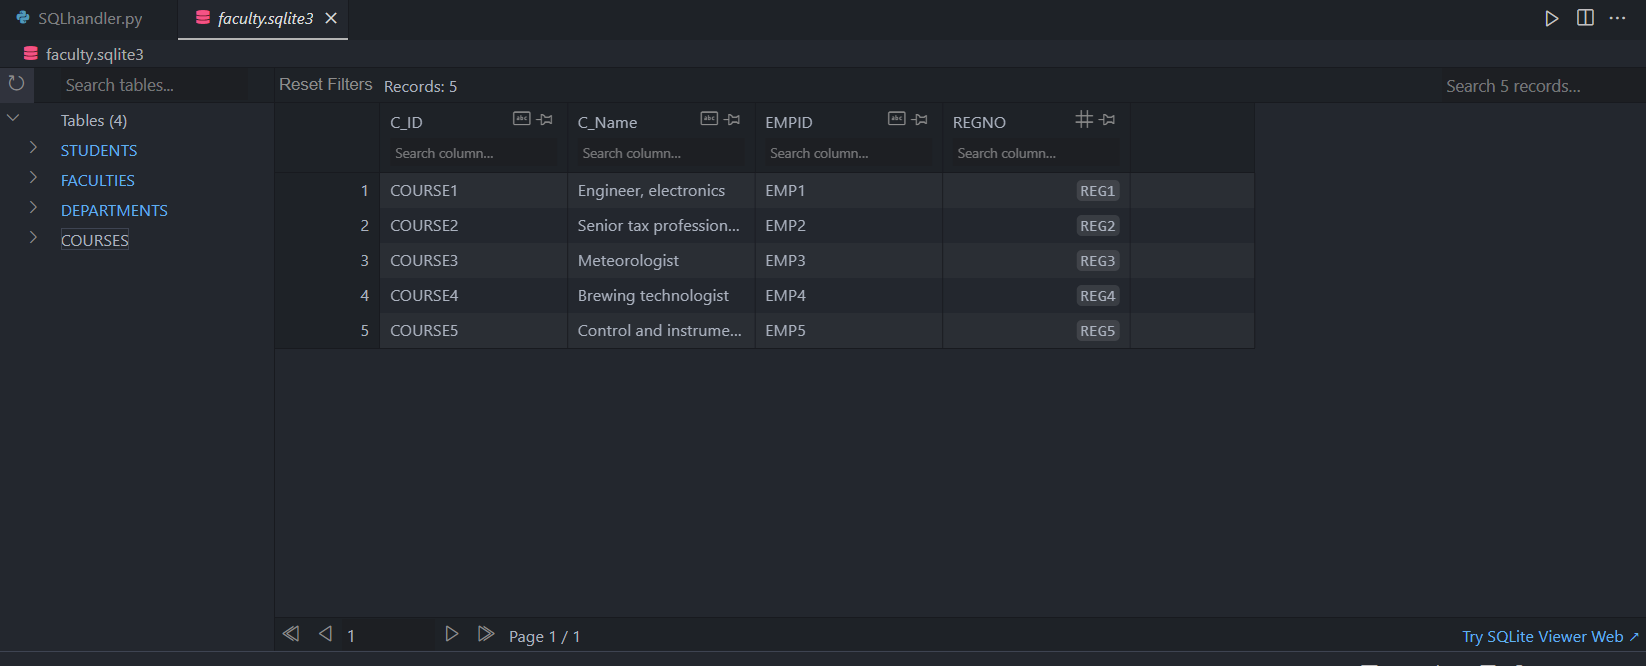 SQLhandler.py
faculty.sqlite3
faculty.sqlite3
Search tables...
Reset Filters Records: 5
Search 5 records...
Tables (4)
STUDENTS
FACULTIES
DEPARTMENTS
COURSES
C_ID abc C_Name abc EMPID abc REGNO
Search column... Search column... Search column... Search column...
1 COURSE1 Engineer, electronics EMP1 REG1
2 COURSE2 Senior tax profession... EMP2 REG2
3 COURSE3 Meteorologist EMP3 REG3
4 COURSE4 Brewing technologist EMP4 REG4
5 COURSE5 Control and instrume... EMP5 REG5
1 Page 1 / 1
Try SQLite Viewer Web ↗